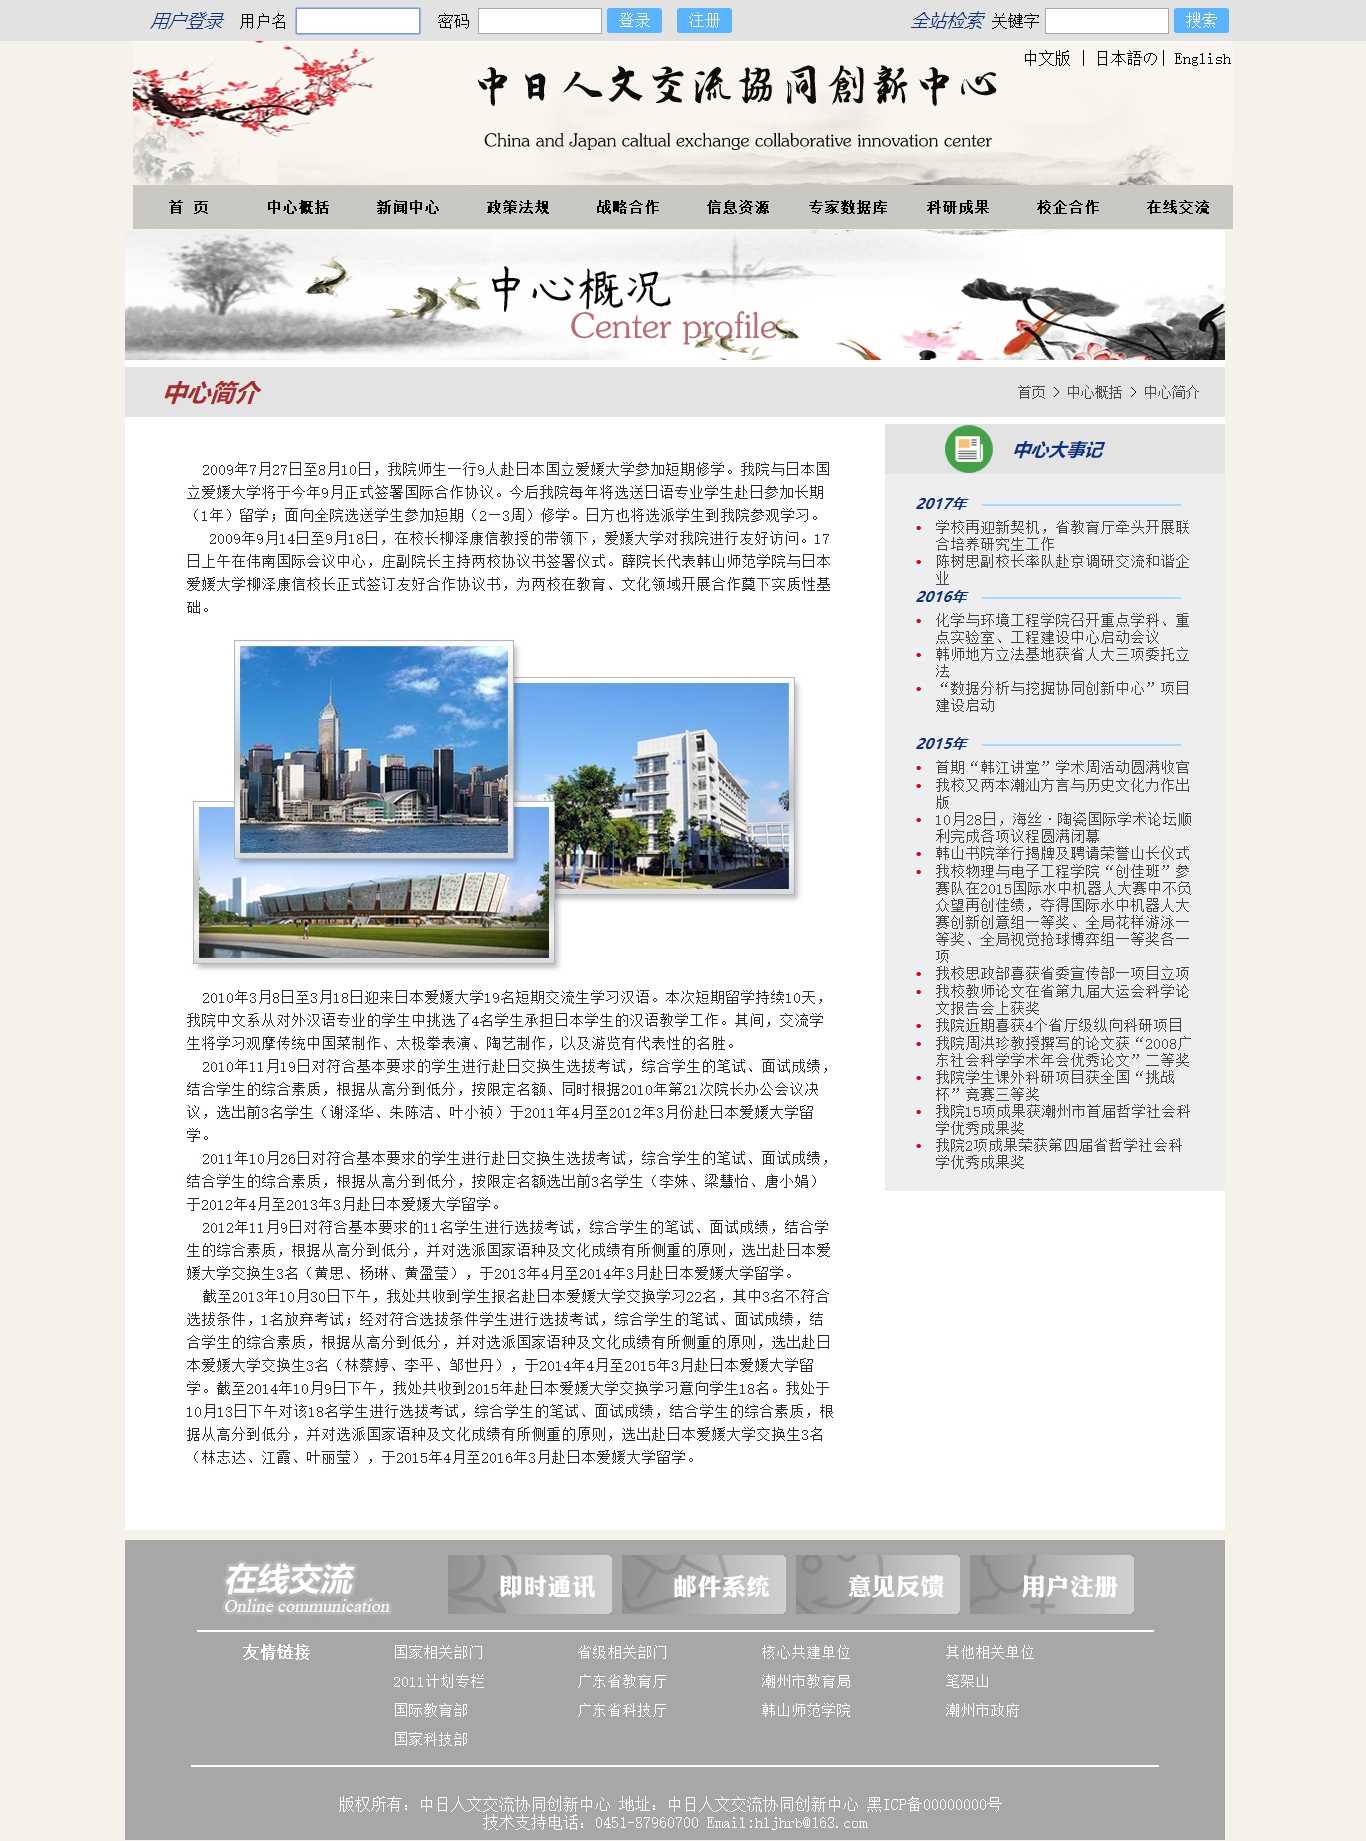 用户登录 用户名 密码 登录 注册 全站检索 关键字 搜索
中文版 | 日本語の | English
中日人文交流協同創新中心
China and Japan caltual exchange collaborative innovation center
首 页 中心概括 新闻中心 政策法规 战略合作 信息资源 专家数据库 科研成果 校企合作 在线交流
中心概况
Center profile
中心简介
首页 > 中心概括 > 中心简介
2009年7月27日至8月10日，我院师生一行9人赴日本国立爱媛大学参加短期修学。我院与日本国
立爱媛大学将于今年9月正式签署国际合作协议。今后我院每年将选送日语专业学生赴日参加长期
（1年）留学；面向全院选送学生参加短期（2－3周）修学。日方也将选派学生到我院参观学习。
2009年9月14日至9月18日，在校长柳泽康信教授的带领下，爱媛大学对我院进行友好访问。17
日上午在伟南国际会议中心，庄副院长主持两校协议书签署仪式。薛院长代表韩山师范学院与日本
爱媛大学柳泽康信校长正式签订友好合作协议书，为两校在教育、文化领域开展合作奠下实质性基
础。
2010年3月8日至3月18日迎来日本爱媛大学19名短期交流生学习汉语。本次短期留学持续10天，
我院中文系从对外汉语专业的学生中挑选了4名学生承担日本学生的汉语教学工作。其间，交流学
生将学习观摩传统中国菜制作、太极拳表演、陶艺制作，以及游览有代表性的名胜。
2010年11月19日对符合基本要求的学生进行赴日交换生选拔考试，综合学生的笔试、面试成绩，
结合学生的综合素质，根据从高分到低分，按限定名额、同时根据2010年第21次院长办公会议决
议，选出前3名学生（谢泽华、朱陈洁、叶小祯）于2011年4月至2012年3月份赴日本爱媛大学留
学。
2011年10月26日对符合基本要求的学生进行赴日交换生选拔考试，综合学生的笔试、面试成绩，
结合学生的综合素质，根据从高分到低分，按限定名额选出前3名学生（李妹、梁慧怡、唐小娟）
于2012年4月至2013年3月赴日本爱媛大学留学。
2012年11月9日对符合基本要求的11名学生进行选拔考试，综合学生的笔试、面试成绩，结合学
生的综合素质，根据从高分到低分，并对选派国家语种及文化成绩有所侧重的原则，选出赴日本爱
媛大学交换生3名（黄思、杨琳、黄盈莹），于2013年4月至2014年3月赴日本爱媛大学留学。
截至2013年10月30日下午，我处共收到学生报名赴日本爱媛大学交换学习22名，其中3名不符合
选拔条件，1名放弃考试；经对符合选拔条件学生进行选拔考试，综合学生的笔试、面试成绩，结
合学生的综合素质，根据从高分到低分，并对选派国家语种及文化成绩有所侧重的原则，选出赴日
本爱媛大学交换生3名（林蔡婷、李平、邹世丹），于2014年4月至2015年3月赴日本爱媛大学留
学。截至2014年10月9日下午，我处共收到2015年赴日本爱媛大学交换学习意向学生18名。我处于
10月13日下午对该18名学生进行选拔考试，综合学生的笔试、面试成绩，结合学生的综合素质，根
据从高分到低分，并对选派国家语种及文化成绩有所侧重的原则，选出赴日本爱媛大学交换生3名
（林志达、江霞、叶丽莹），于2015年4月至2016年3月赴日本爱媛大学留学。
中心大事记
2017年
• 学校再迎新契机，省教育厅牵头开展联
合培养研究生工作
• 陈树思副校长率队赴京调研交流和谐企
业
2016年
• 化学与环境工程学院召开重点学科、重
点实验室、工程建设中心启动会议
• 韩师地方立法基地获省人大三项委托立
法
• “数据分析与挖掘协同创新中心”项目
建设启动
2015年
• 首期“韩江讲堂”学术周活动圆满收官
• 我校又两本潮汕方言与历史文化力作出
版
• 10月28日，海丝·陶瓷国际学术论坛顺
利完成各项议程圆满闭幕
• 韩山书院举行揭牌及聘请荣誉山长仪式
• 我校物理与电子工程学院“创佳班”参
赛队在2015国际水中机器人大赛中不负
众望再创佳绩，夺得国际水中机器人大
赛创新创意组一等奖、全局花样游泳一
等奖、全局视觉抢球博弈组一等奖各一
项
• 我校思政部喜获省委宣传部一项目立项
• 我校教师论文在省第九届大运会科学论
文报告会上获奖
• 我院近期喜获4个省厅级纵向科研项目
• 我院周洪珍教授撰写的论文获“2008广
东社会科学学术年会优秀论文”二等奖
• 我院学生课外科研项目获全国“挑战
杯”竞赛三等奖
• 我院15项成果获潮州市首届哲学社会科
学优秀成果奖
• 我院2项成果荣获第四届省哲学社会科
学优秀成果奖
在线交流
Online communication
即时通讯 邮件系统 意见反馈 用户注册
友情链接 国家相关部门 省级相关部门 核心共建单位 其他相关单位
2011计划专栏 广东省教育厅 潮州市教育局 笔架山
国际教育部 广东省科技厅 韩山师范学院 潮州市政府
国家科技部
版权所有：中日人文交流协同创新中心 地址：中日人文交流协同创新中心 黑ICP备00000000号
技术支持电话：0451-87960700 Email:hljhrb@163.com